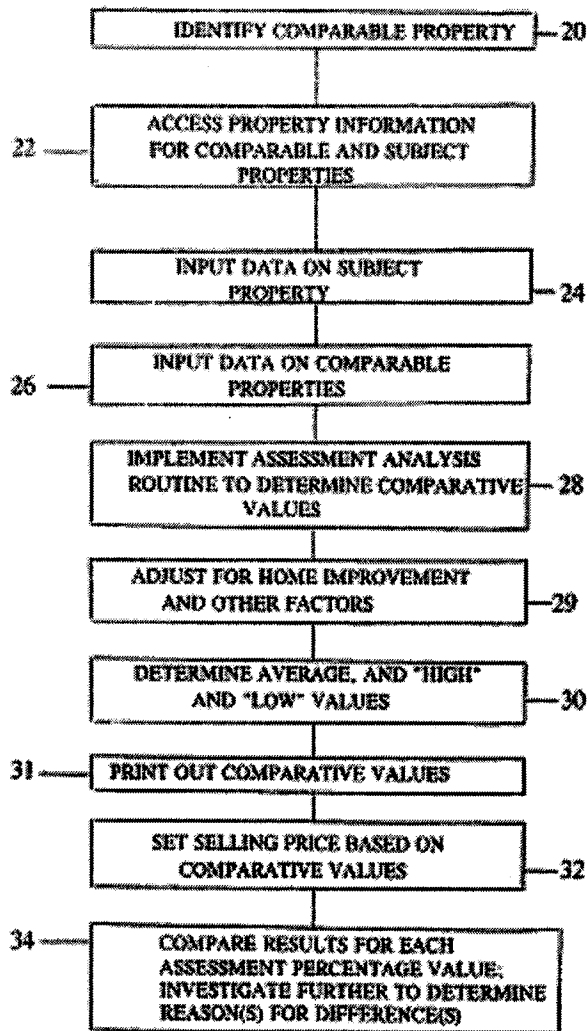 IDENTIFY COMPARABLE PROPERTY 20
ACCESS PROPERTY INFORMATION
22 FOR COMPARABLE AND SUBJECT
PROPERTIES
INPUT DATA ON SUBJECT
PROPERTY 24
INPUT DATA ON COMPARABLE
26 PROPERTIES
IMPLEMENT ASSESSMENT ANALYSIS
ROUTINE TO DETERMINE COMPARATIVE 28
VALUES
ADJUST FOR HOME IMPROVEMENT
AND OTHER FACTORS 29
DETERMINE AVERAGE, AND "HIGH"
AND "LOW" VALUES 30
31 PRINT OUT COMPARATIVE VALUES
SET SELLING PRICE BASED ON
COMPARATIVE VALUES 32
34 COMPARE RESULTS FOR EACH
ASSESSMENT PERCENTAGE VALUE;
INVESTIGATE FURTHER TO DETERMINE
REASON(S) FOR DIFFERENCE(S)